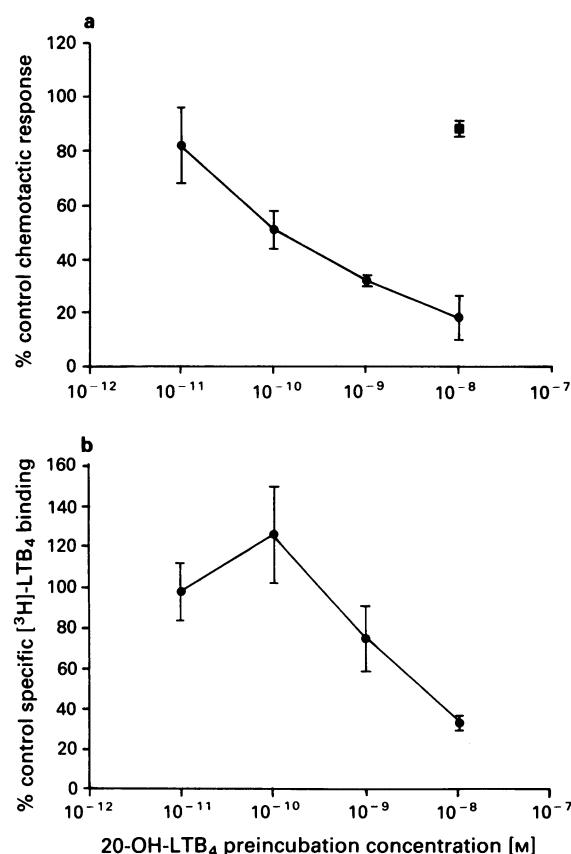 a
120
100
80
60
40
20
0
% control chemotactic response
10⁻¹² 10⁻¹¹ 10⁻¹⁰ 10⁻⁹ 10⁻⁸ 10⁻⁷
b
160
140
120
100
80
60
40
20
0
% control specific [³H]-LTB₄ binding
10⁻¹² 10⁻¹¹ 10⁻¹⁰ 10⁻⁹ 10⁻⁸ 10⁻⁷
20-OH-LTB₄ preincubation concentration [M]